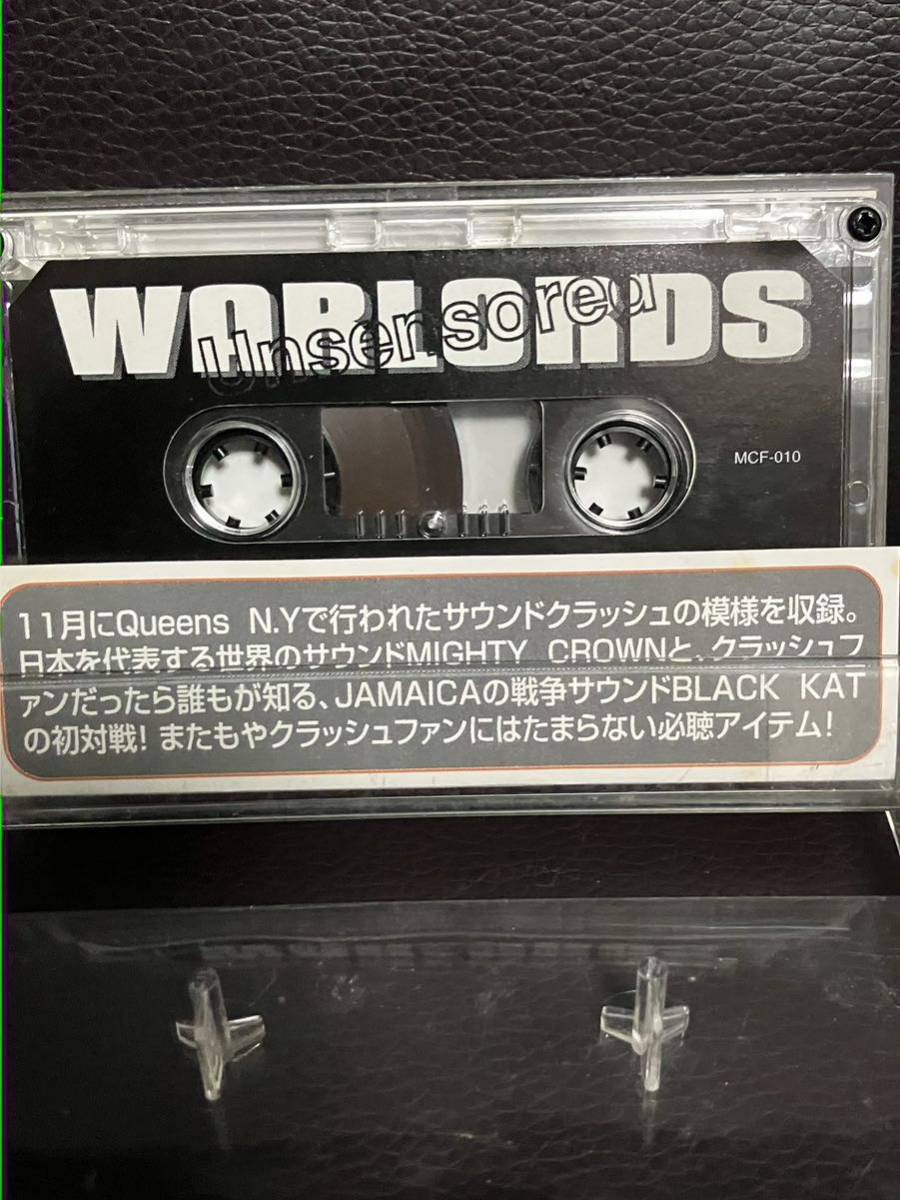 WARLORDS
Unsensored
MCF-010
11月にQueens N.Yで行われたサウンドクラッシュの模様を収録。
日本を代表する世界のサウンドMIGHTY CROWNと、クラッシュフ
ァンだったら誰もが知る、JAMAICAの戦争サウンドBLACK KAT
の初対戦！またもやクラッシュファンにはたまらない必聴アイテム！